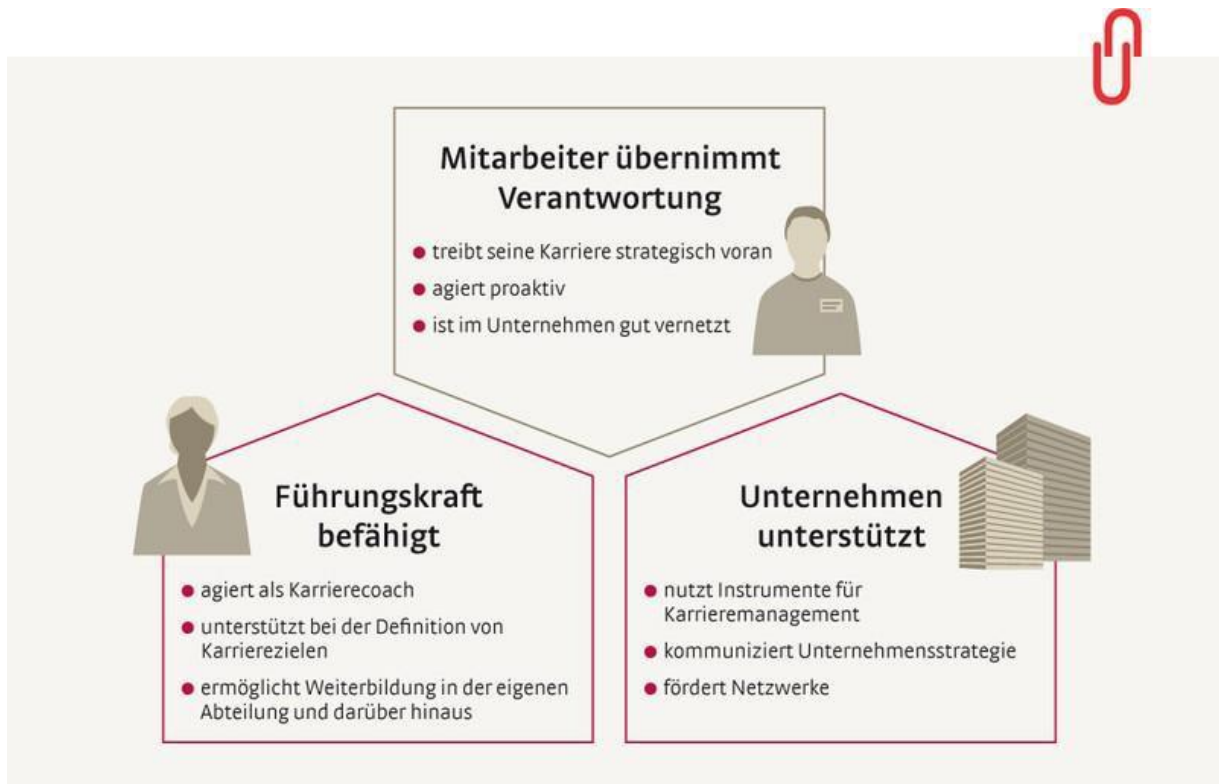 Mitarbeiter übernimmt
Verantwortung
● treibt seine Karriere strategisch voran
● agiert proaktiv
● ist im Unternehmen gut vernetzt
Führungskraft
befähigt
● agiert als Karrierecoach
● unterstützt bei der Definition von
Karrierezielen
● ermöglicht Weiterbildung in der eigenen
Abteilung und darüber hinaus
Unternehmen
unterstützt
● nutzt Instrumente für
Karrieremanagement
● kommuniziert Unternehmensstrategie
● fördert Netzwerke